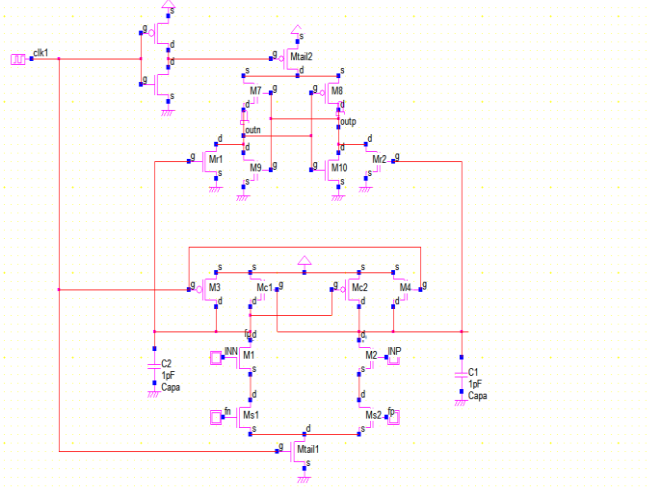 s
g
d
clk1
d
g
s
s
g Mtail2
d
s s
M7 g g M8
d d
outn outp
d d
g Mr1 d d Mr2 g
M9 g g M10
s s s s
s s s s
g M3 Mc1 g g Mc2 M4 g
d d d d
fn d d
INN M1 M2 INP
s s
C2
1pF
Capa
C1
1pF
Capa
d d
fn Ms1 Ms2 fp
s s
d
g Mtail1
s